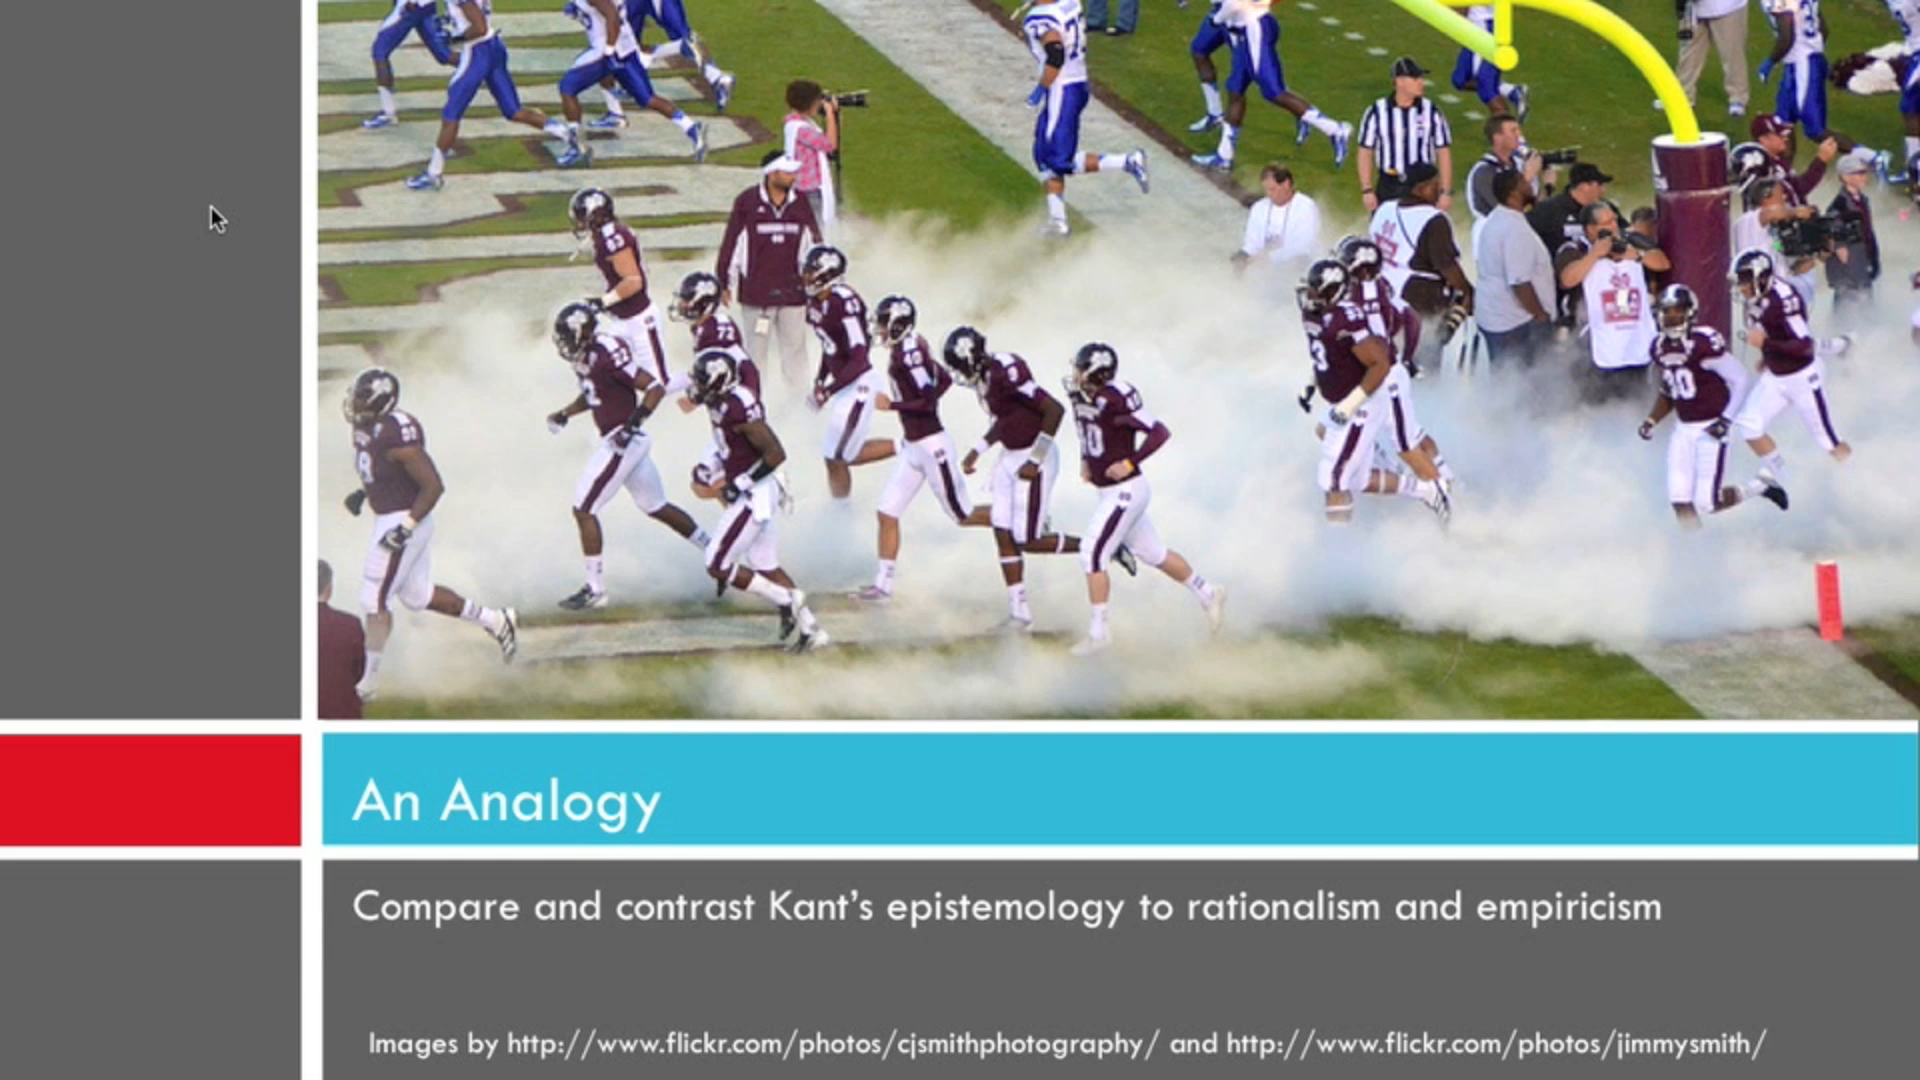 An Analogy
Compare and contrast Kant’s epistemology to rationalism and empiricism
Images by http://www.flickr.com/photos/cjsmithphotography/ and http://www.flickr.com/photos/jimmysmith/